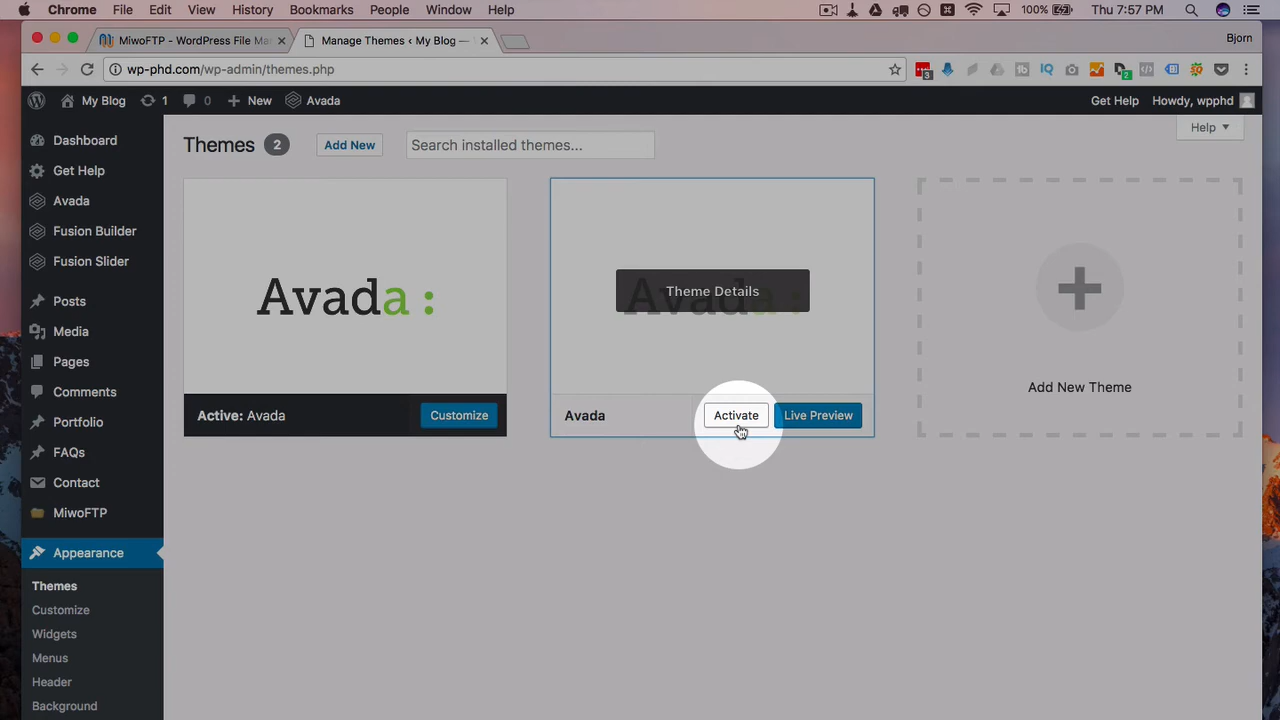 Chrome File Edit View History Bookmarks People Window Help 100% Thu 7:57 PM
MiwoFTP - WordPress File Ma Manage Themes ‹ My Blog — Bjorn
wp-phd.com/wp-admin/themes.php 3 2
My Blog 1 0 New Avada Get Help Howdy, wpphd
Help
Themes 2 Add New Search installed themes...
Dashboard
Get Help
Avada
Fusion Builder
Fusion Slider
Posts
Media
Pages
Comments
Portfolio
FAQs
Contact
MiwoFTP
Appearance
Themes
Customize
Widgets
Menus
Header
Background
Avada :
Active: Avada Customize
Avada :
Theme Details
Avada Activate Live Preview
Add New Theme